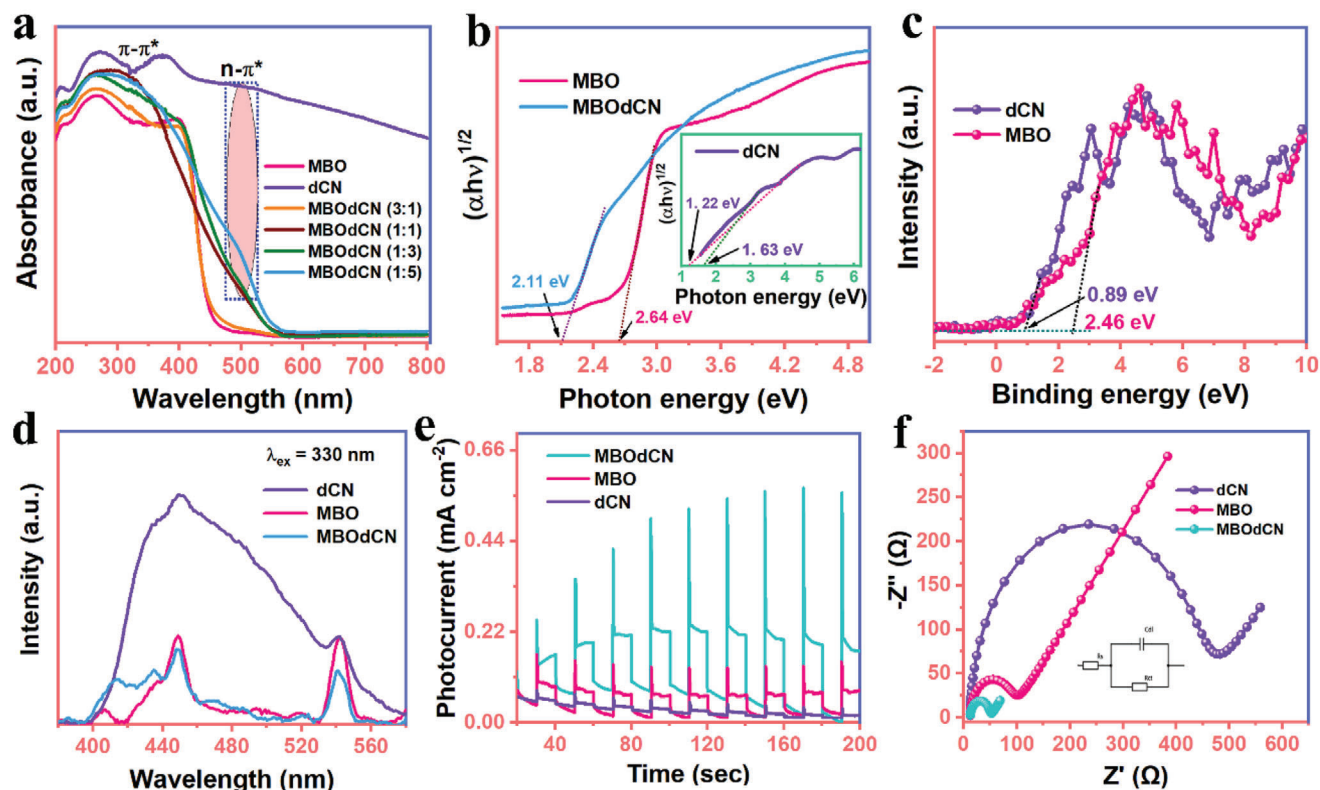 a
π-π*
n-π*
MBO
dCN
MBOdCN (3:1)
MBOdCN (1:1)
MBOdCN (1:3)
MBOdCN (1:5)
Absorbance (a.u.)
200 300 400 500 600 700 800
Wavelength (nm)
b
MBO
MBOdCN
(αhν)1/2
dCN
(αhν)1/2
1.22 eV
1.63 eV
1 2 3 4 5 6
Photon energy (eV)
2.11 eV
2.64 eV
1.8 2.4 3.0 3.6 4.2 4.8
Photon energy (eV)
c
dCN
MBO
Intensity (a.u.)
0.89 eV
2.46 eV
-2 0 2 4 6 8 10
Binding energy (eV)
d
λex = 330 nm
dCN
MBO
MBOdCN
Intensity (a.u.)
400 440 480 520 560
Wavelength (nm)
e
MBOdCN
MBO
dCN
Photocurrent (mA cm-2)
0.66
0.44
0.22
0.00
40 80 120 160 200
Time (sec)
f
dCN
MBO
MBOdCN
-Z'' (Ω)
300
250
200
150
100
50
0
Cdl
Rs
Rct
0 100 200 300 400 500 600
Z' (Ω)